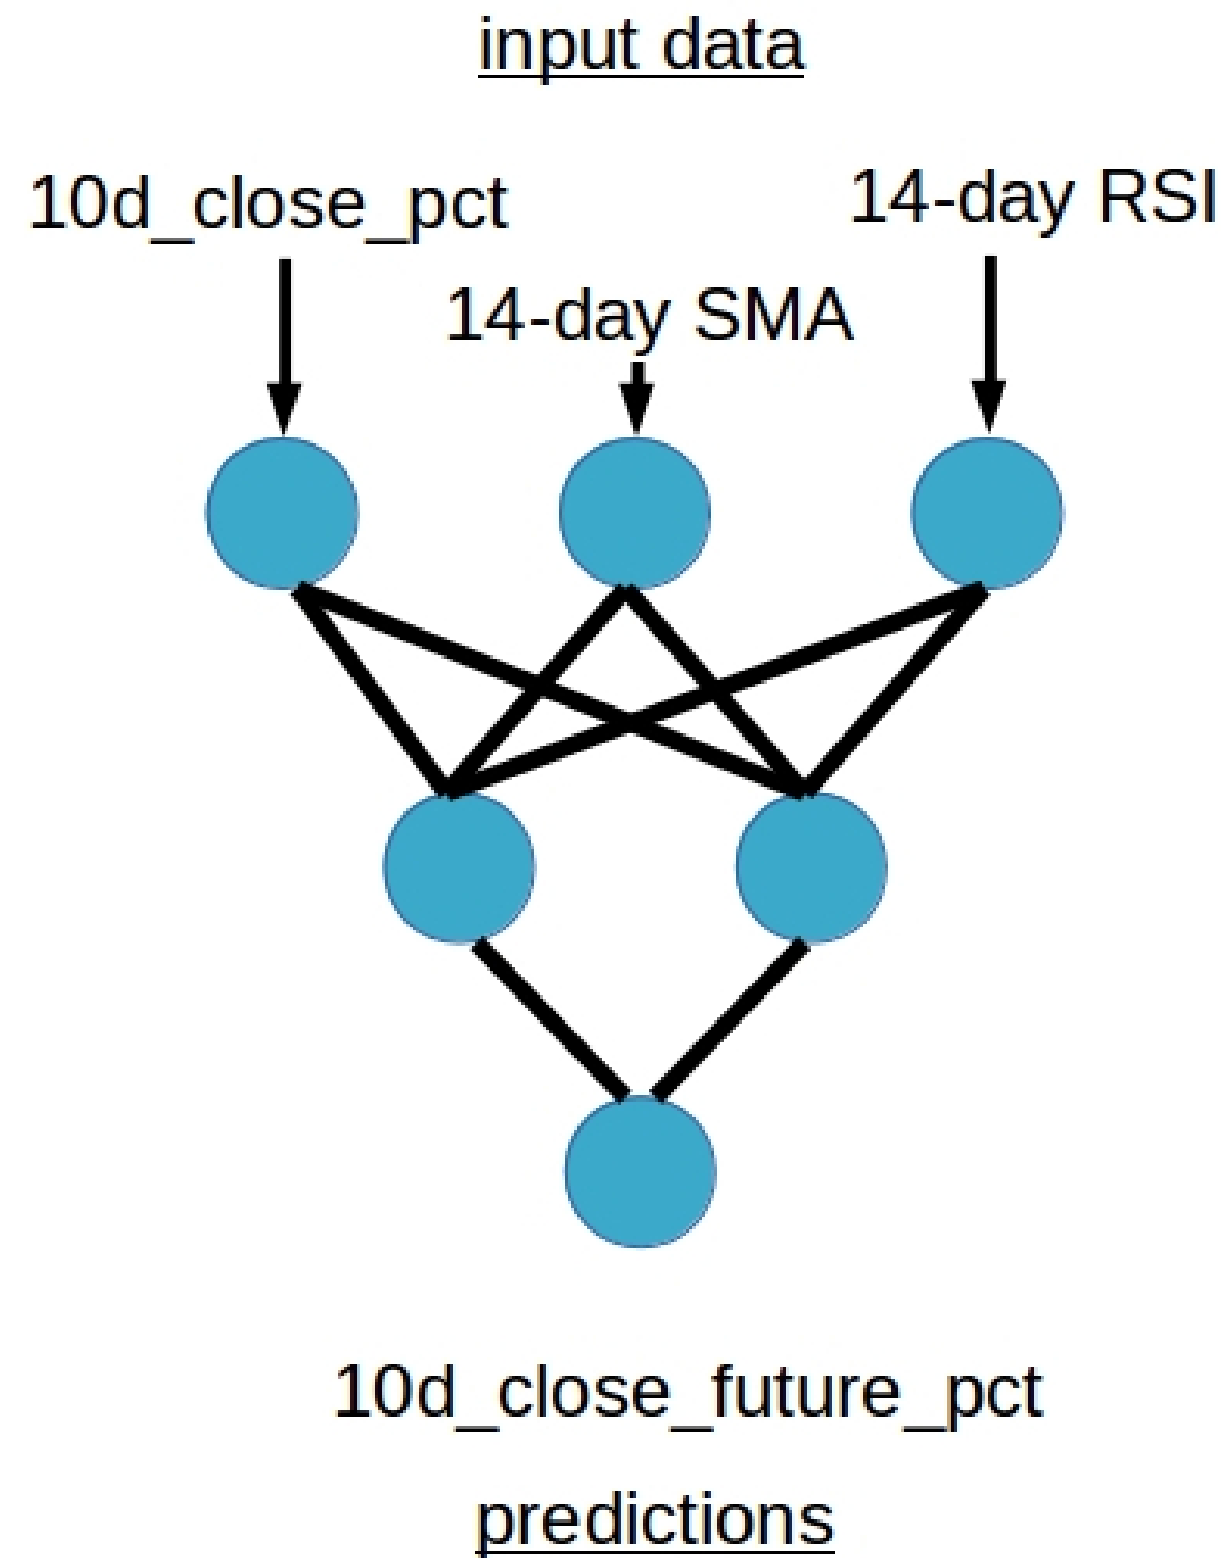 input data
10d_close_pct
14-day RSI
14-day SMA
10d_close_future_pct
predictions